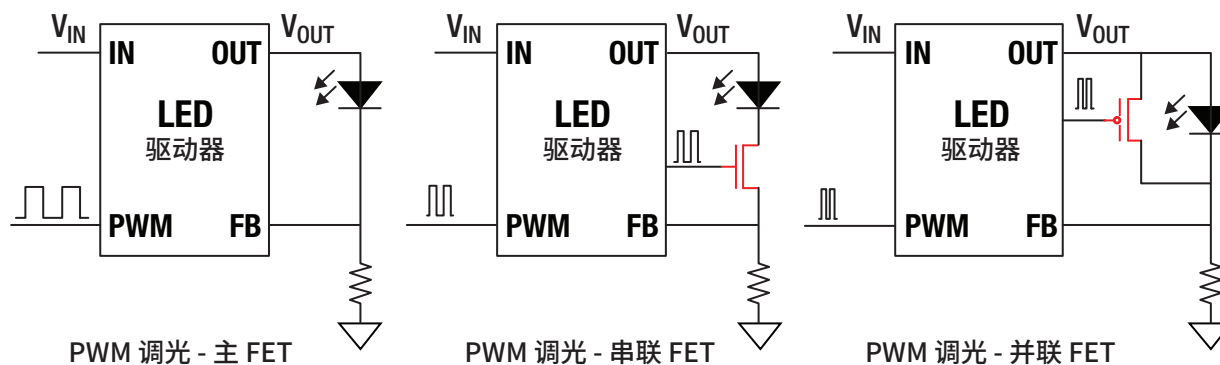 VIN
IN
VOUT
OUT
LED
驱动器
PWM
FB
PWM 调光 - 主 FET
VIN
IN
VOUT
OUT
LED
驱动器
PWM
FB
PWM 调光 - 串联 FET
VIN
IN
VOUT
OUT
LED
驱动器
PWM
FB
PWM 调光 - 并联 FET